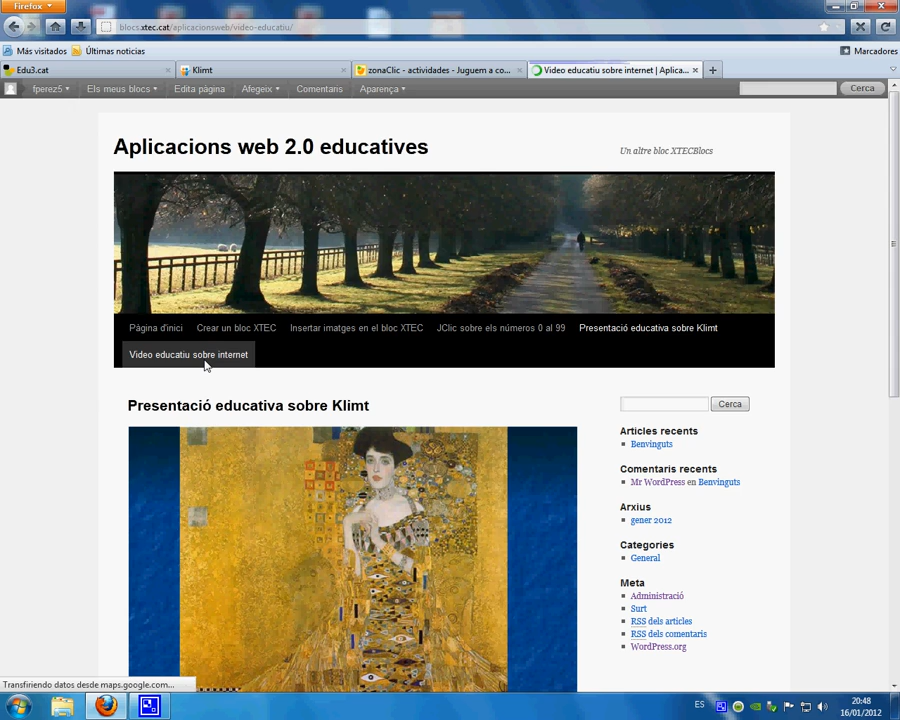 Firefox
blocs.xtec.cat/aplicacionsweb/video-educatiu/
Más visitados
Últimas noticias
Marcadores
Edu3.cat
Klimt
zonaClic - actividades - Juguem a co...
Video educatiu sobre internet | Aplica...
fperez5
Els meus blocs
Edita pàgina
Afegeix
Comentaris
Aparença
Cerca
Aplicacions web 2.0 educatives
Un altre bloc XTECBlocs
Pàgina d'inici
Crear un bloc XTEC
Insertar imatges en el bloc XTEC
JClic sobre els números 0 al 99
Presentació educativa sobre Klimt
Video educatiu sobre internet
Presentació educativa sobre Klimt
Cerca
Articles recents
Benvinguts
Comentaris recents
Mr WordPress en Benvinguts
Arxius
gener 2012
Categories
General
Meta
Administració
Surt
RSS dels articles
RSS dels comentaris
WordPress.org
Transfiriendo datos desde maps.google.com...
ES
20:48
16/01/2012